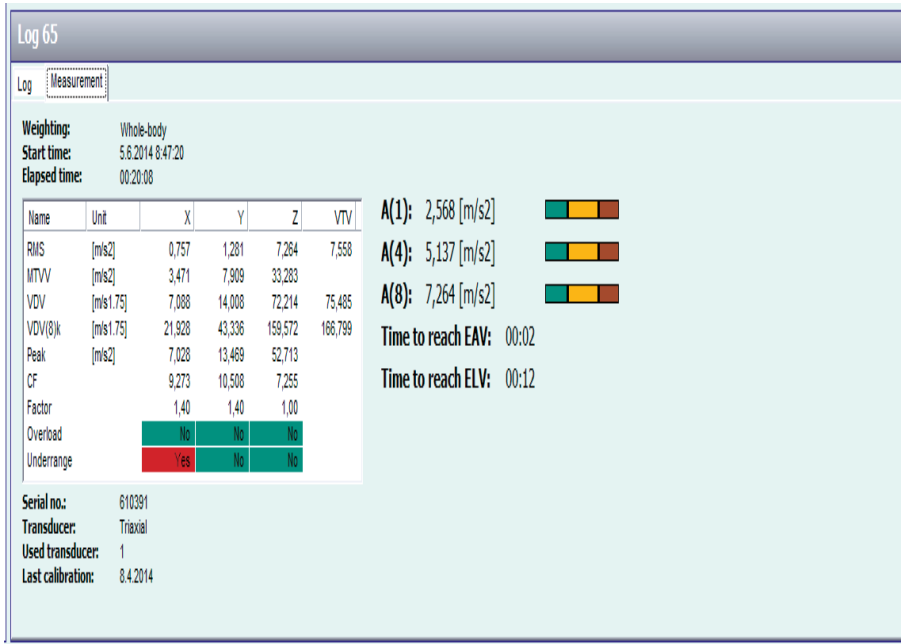 Log 65
Log Measurement
Weighting: Whole-body
Start time: 5.6.2014 8:47:20
Elapsed time: 00:20:08
Name Unit X Y Z VTV
RMS [m/s2] 0,757 1,281 7,264 7,558
MTVV [m/s2] 3,471 7,909 33,283
VDV [m/s1.75] 7,088 14,008 72,214 75,485
VDV(8)k [m/s1.75] 21,928 43,336 159,572 166,799
Peak [m/s2] 7,028 13,469 52,713
CF 9,273 10,508 7,255
Factor 1,40 1,40 1,00
Overload No No No
Underrange Yes No No
A(1): 2,568 [m/s2]
A(4): 5,137 [m/s2]
A(8): 7,264 [m/s2]
Time to reach EAV: 00:02
Time to reach ELV: 00:12
Serial no.: 610391
Transducer: Triaxial
Used transducer: 1
Last calibration: 8.4.2014